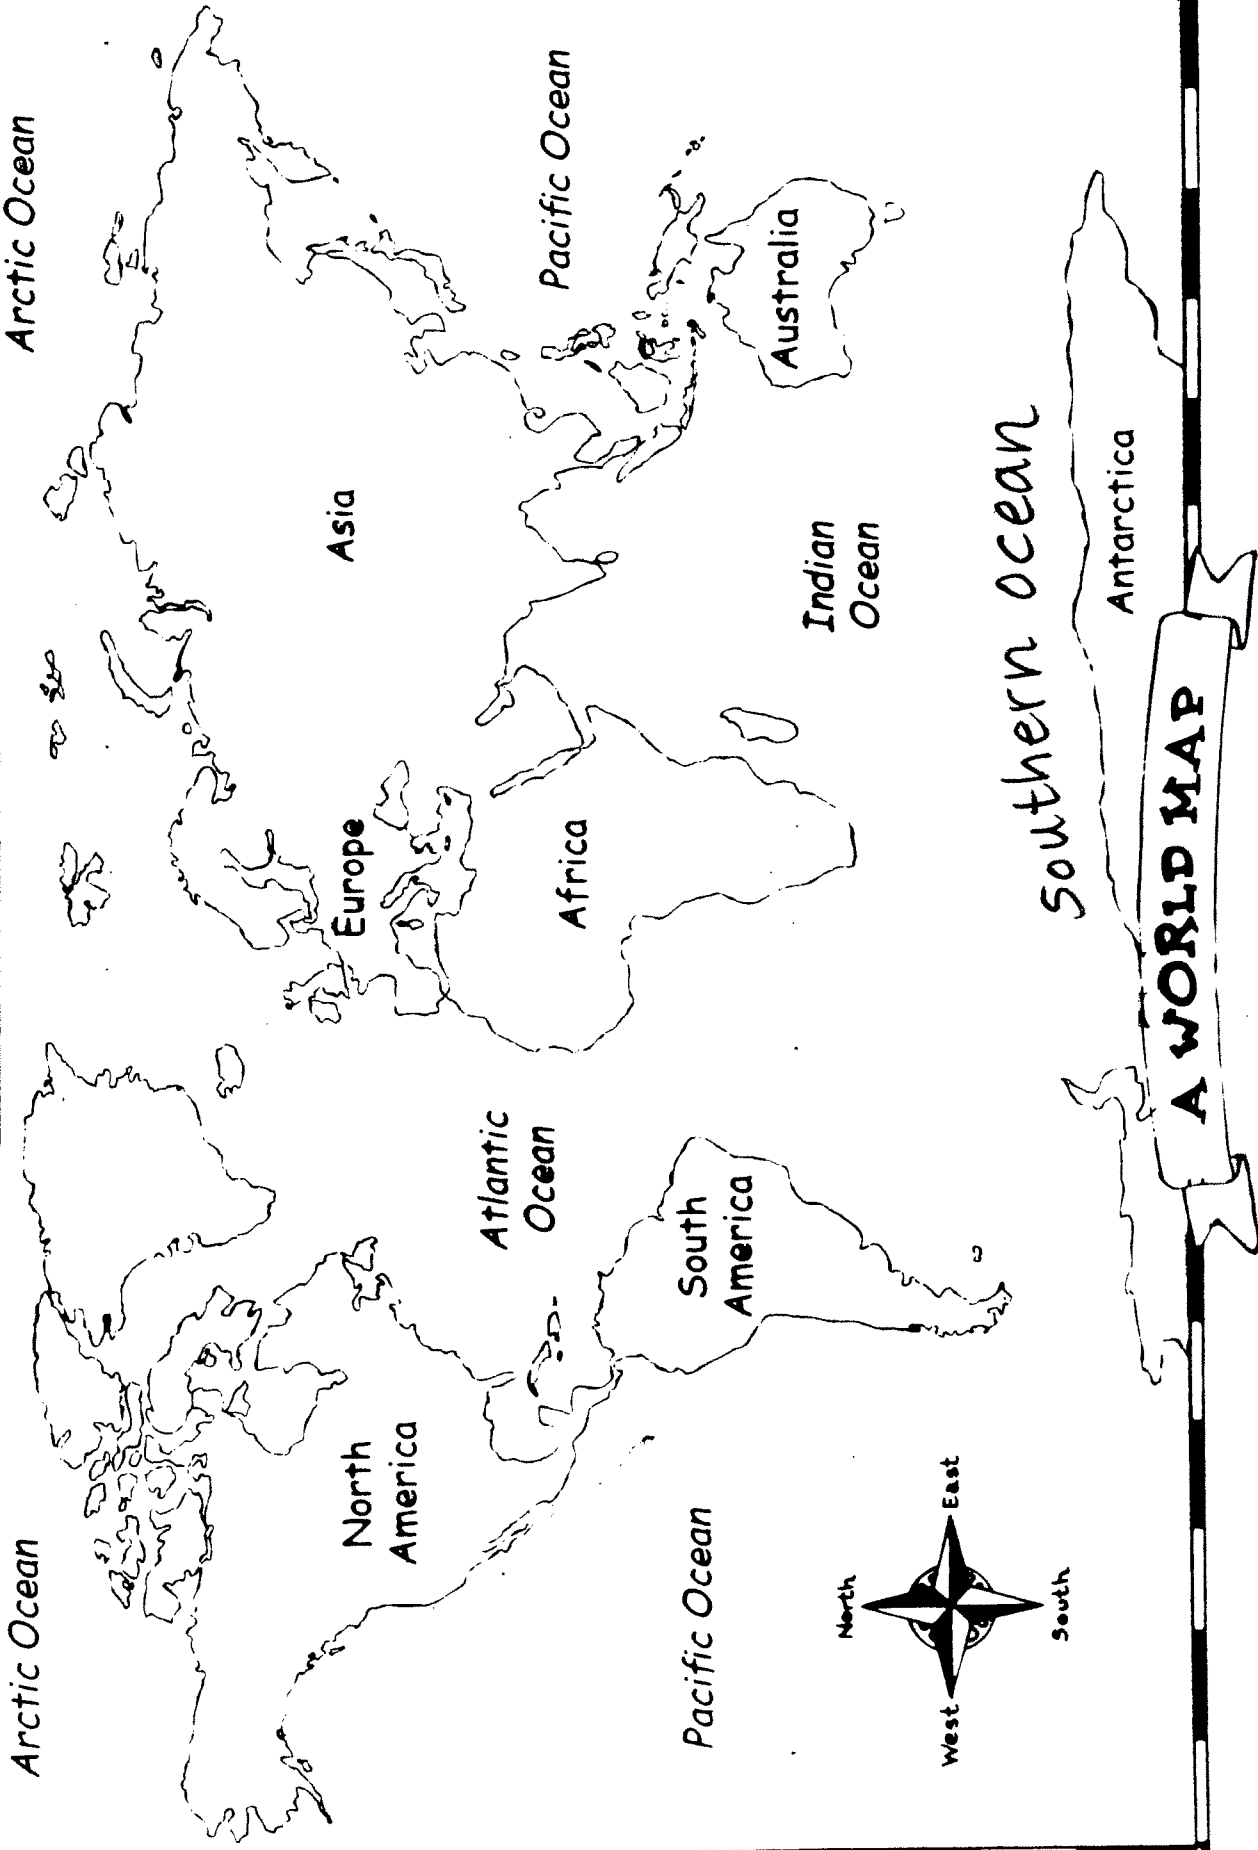 Arctic Ocean
Arctic Ocean
North
America
Europe
Asia
Atlantic
Ocean
Pacific Ocean
Africa
South
America
Pacific Ocean
Indian
Ocean
Australia
North
West
East
South
Southern ocean
Antarctica
A WORLD MAP